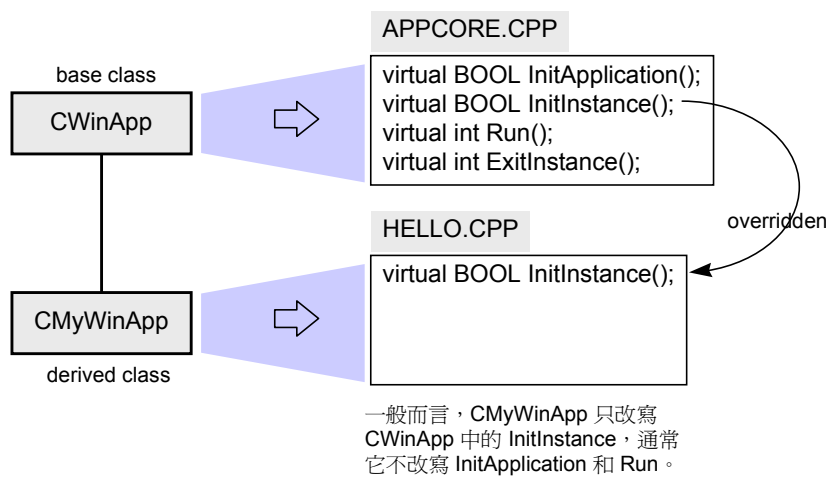 APPCORE.CPP
base class
CWinApp
virtual BOOL InitApplication();
virtual BOOL InitInstance();
virtual int Run();
virtual int ExitInstance();
overridden
HELLO.CPP
CMyWinApp
derived class
virtual BOOL InitInstance();
一般而言，CMyWinApp 只改寫
CWinApp 中的 InitInstance，通常
它不改寫 InitApplication 和 Run。